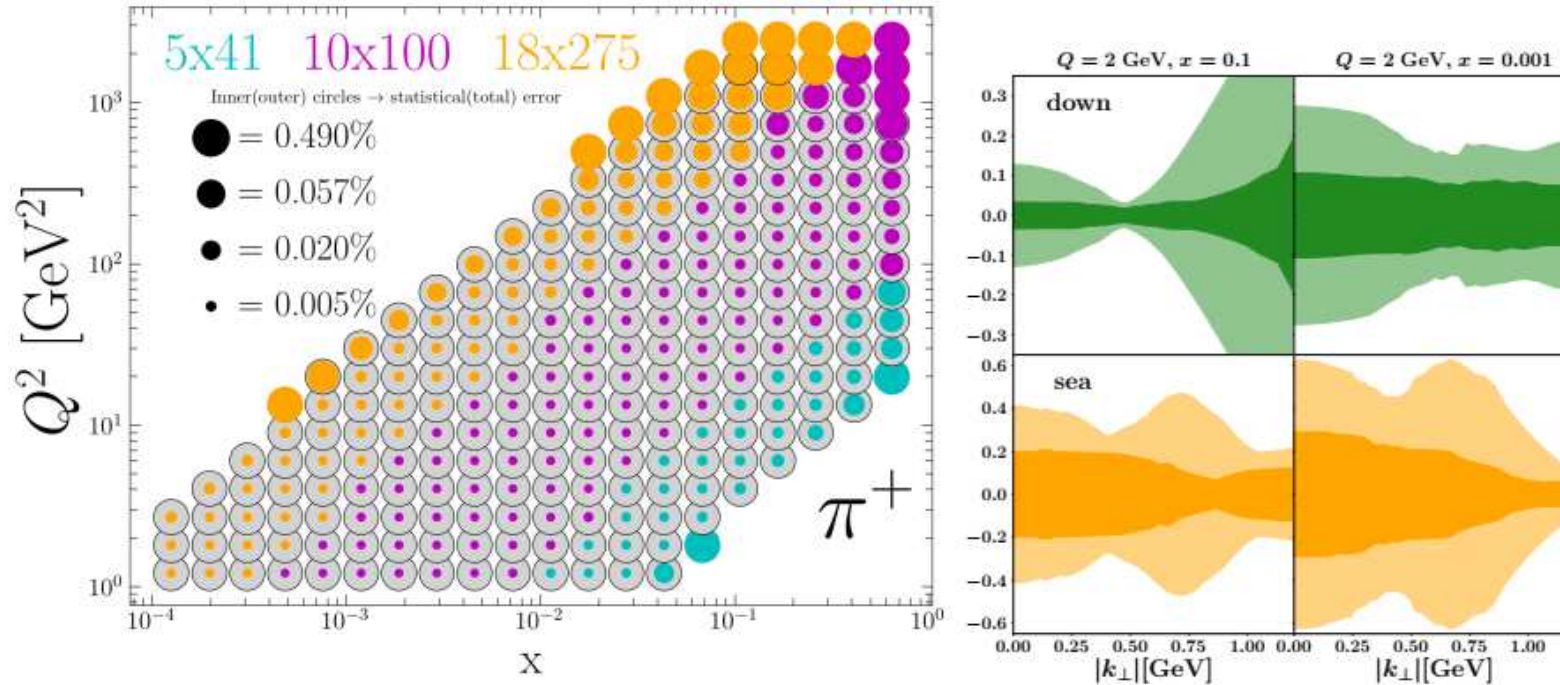 5x41 10x100 18x275
Inner(outer) circles → statistical(total) error
= 0.490%
= 0.057%
= 0.020%
= 0.005%
π⁺
Q² [GeV²]
10³
10²
10¹
10⁰
10⁻⁴ 10⁻³ 10⁻² 10⁻¹ 10⁰
x
Q = 2 GeV, x = 0.1
Q = 2 GeV, x = 0.001
down
0.3
0.2
0.1
0.0
−0.1
−0.2
−0.3
sea
0.6
0.4
0.2
0.0
−0.2
−0.4
−0.6
0.00 0.25 0.50 0.75 1.00 0.00 0.25 0.50 0.75 1.00
|k⊥|[GeV]
|k⊥|[GeV]